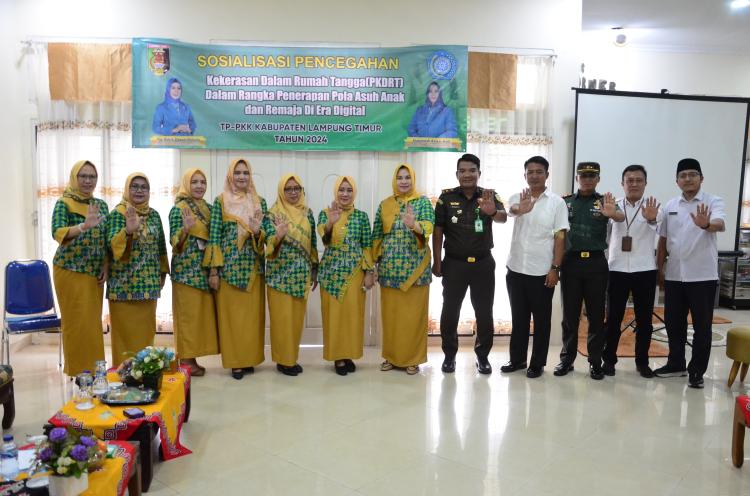 SOSIALISASI PENCEGAHAN
Kekerasan Dalam Rumah Tangga(PKDRT)
Dalam Rangka Penerapan Pola Asuh Anak
dan Remaja Di Era Digital
TP-PKK KABUPATEN LAMPUNG TIMUR
TAHUN 2024